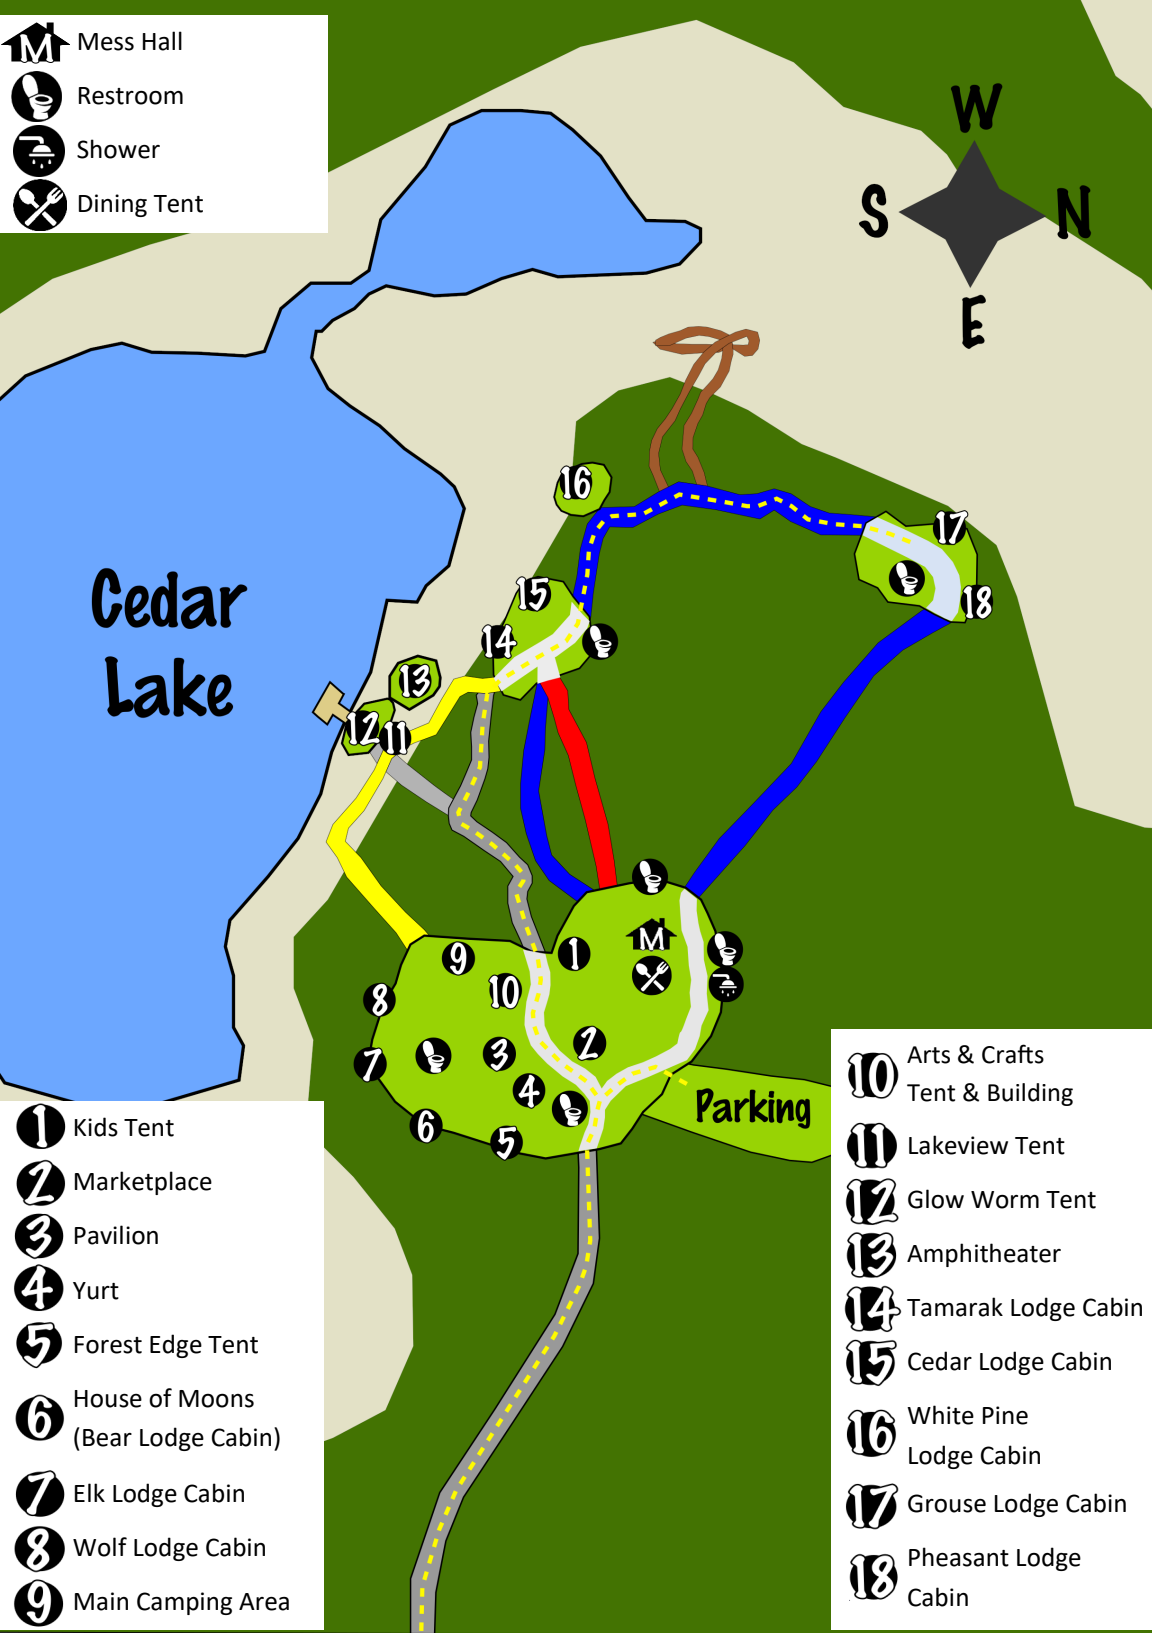 M Mess Hall
Restroom
Shower
Dining Tent
W
S N
E
16
17
Cedar
Lake
15
18
14
13
12 11
M
9 1
10
8
2
7 3
4
Parking
6 5
1 Kids Tent
2 Marketplace
3 Pavilion
4 Yurt
5 Forest Edge Tent
6 House of Moons
(Bear Lodge Cabin)
7 Elk Lodge Cabin
8 Wolf Lodge Cabin
9 Main Camping Area
10 Arts & Crafts
Tent & Building
11 Lakeview Tent
12 Glow Worm Tent
13 Amphitheater
14 Tamarak Lodge Cabin
15 Cedar Lodge Cabin
16 White Pine
Lodge Cabin
17 Grouse Lodge Cabin
18 Pheasant Lodge
Cabin